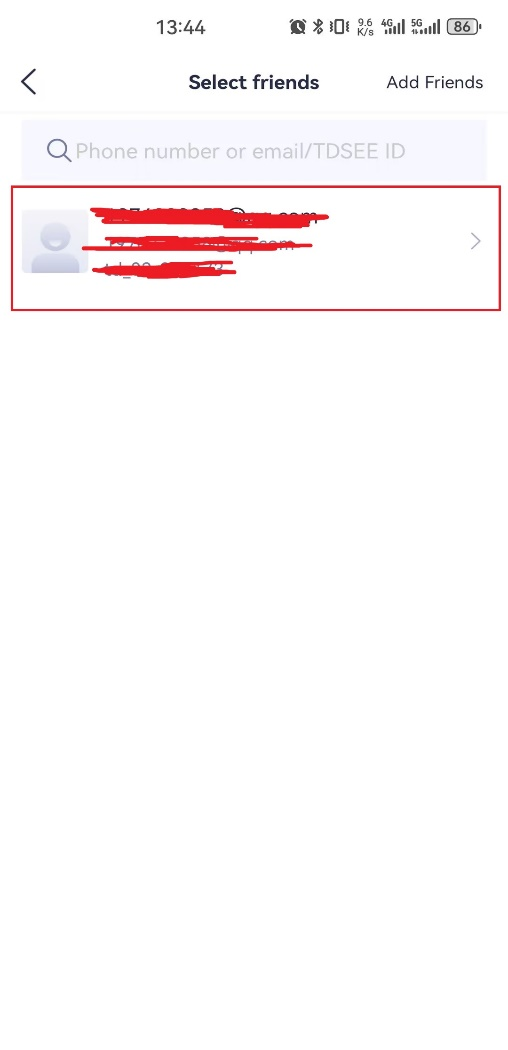 13:44
9.6 K/s 4G 5G 86
Select friends
Add Friends
Phone number or email/TDSEE ID